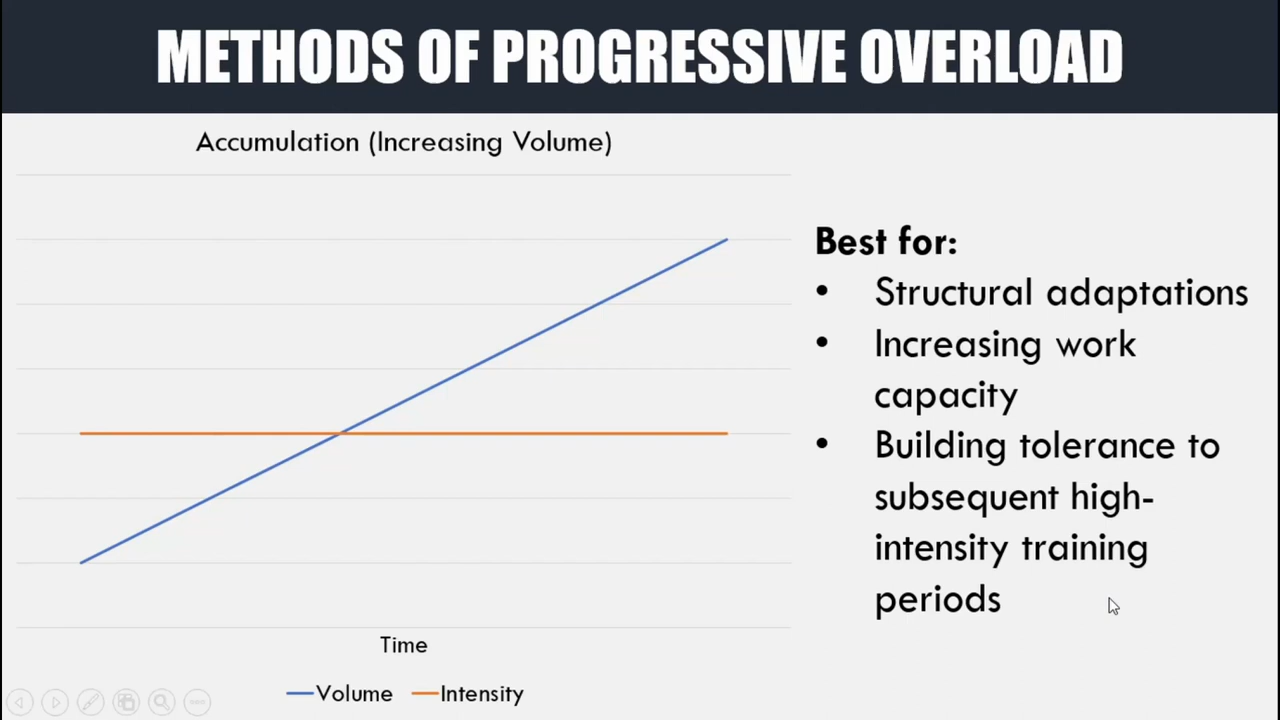 METHODS OF PROGRESSIVE OVERLOAD
Accumulation (Increasing Volume)
Best for:
• Structural adaptations
• Increasing work
capacity
• Building tolerance to
subsequent high-
intensity training
periods
Time
Volume Intensity